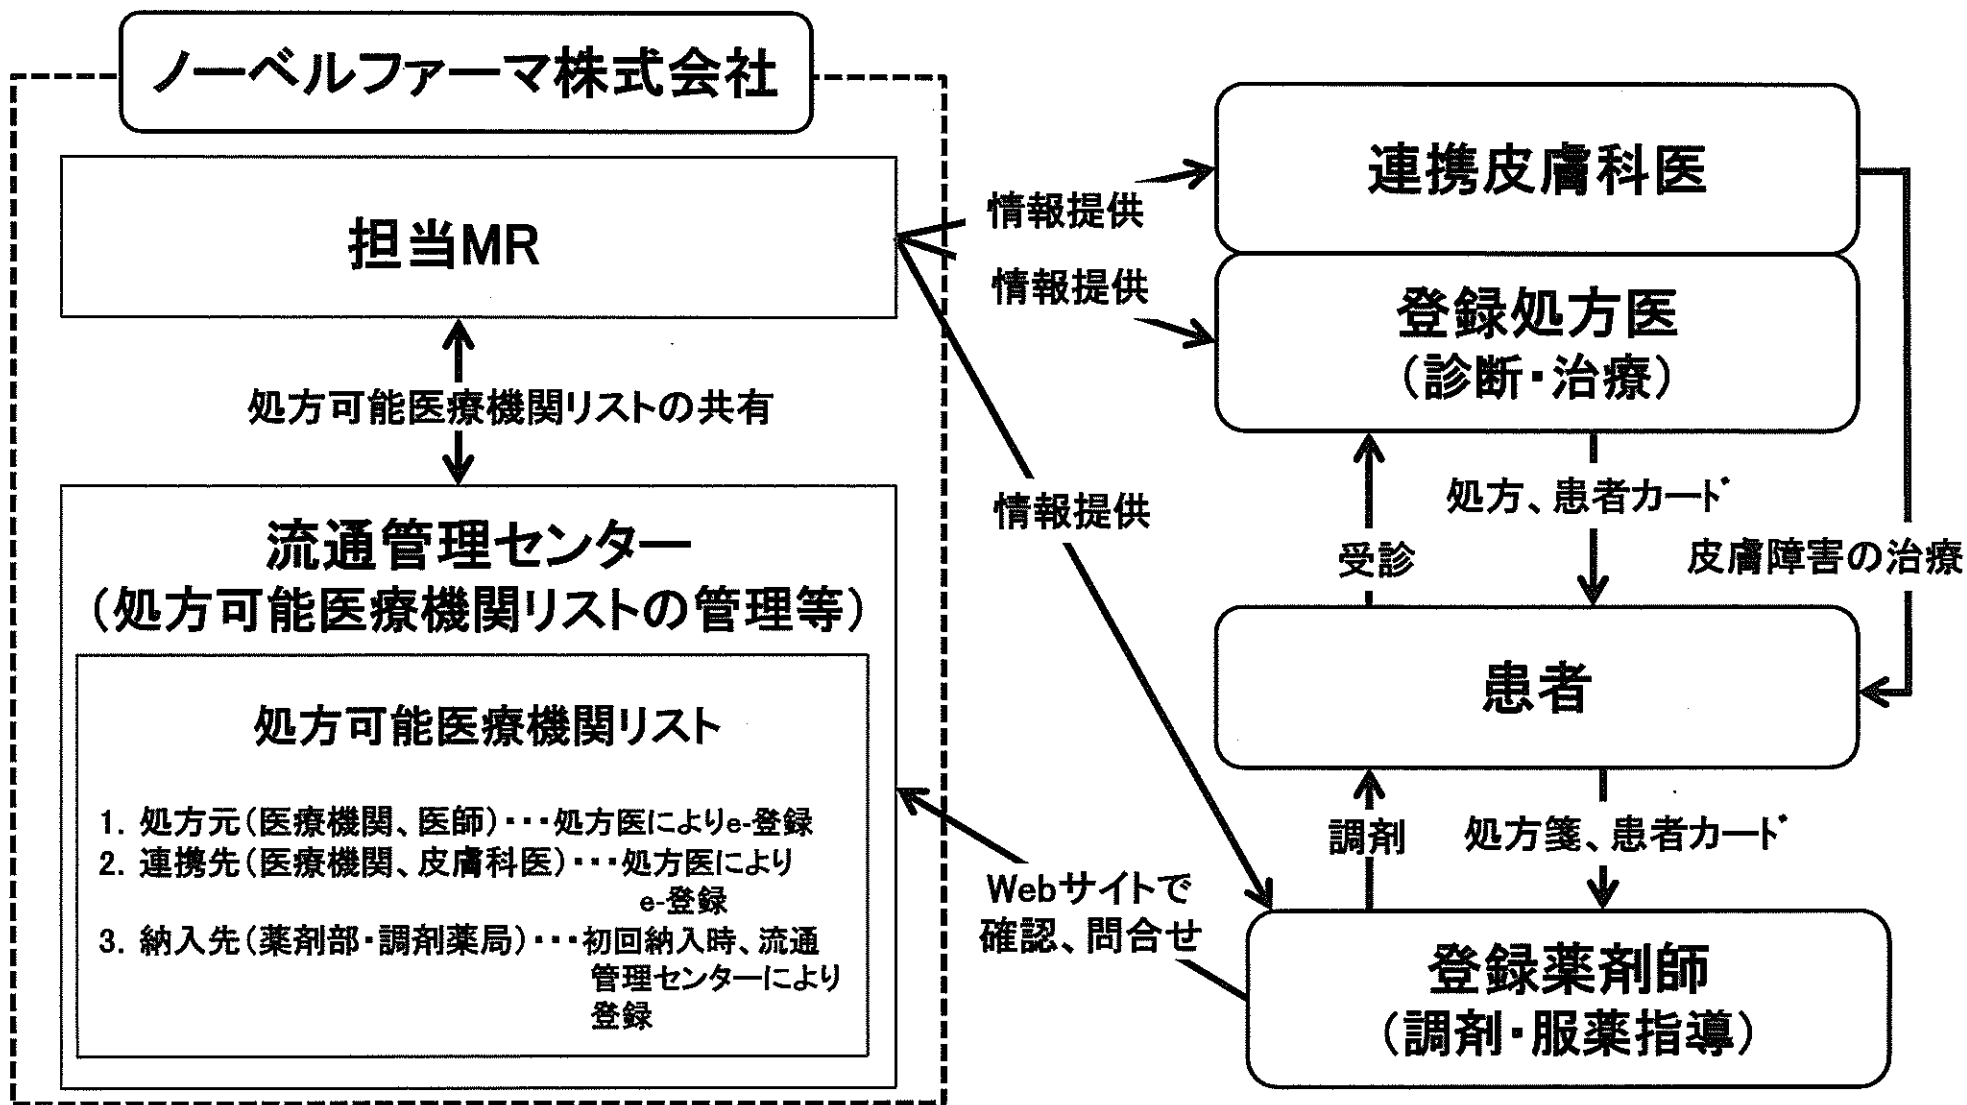 ノーベルファーマ株式会社
担当MR
処方可能医療機関リストの共有
流通管理センター
（処方可能医療機関リストの管理等）
処方可能医療機関リスト
1. 処方元（医療機関、医師）・・・処方医によりe-登録
2. 連携先（医療機関、皮膚科医）・・・処方医により
e-登録
3. 納入先（薬剤部・調剤薬局）・・・初回納入時、流通
管理センターにより
登録
情報提供
情報提供
情報提供
Webサイトで
確認、問合せ
連携皮膚科医
登録処方医
（診断・治療）
受診
処方、患者カード
皮膚障害の治療
患者
調剤
処方箋、患者カード
登録薬剤師
（調剤・服薬指導）